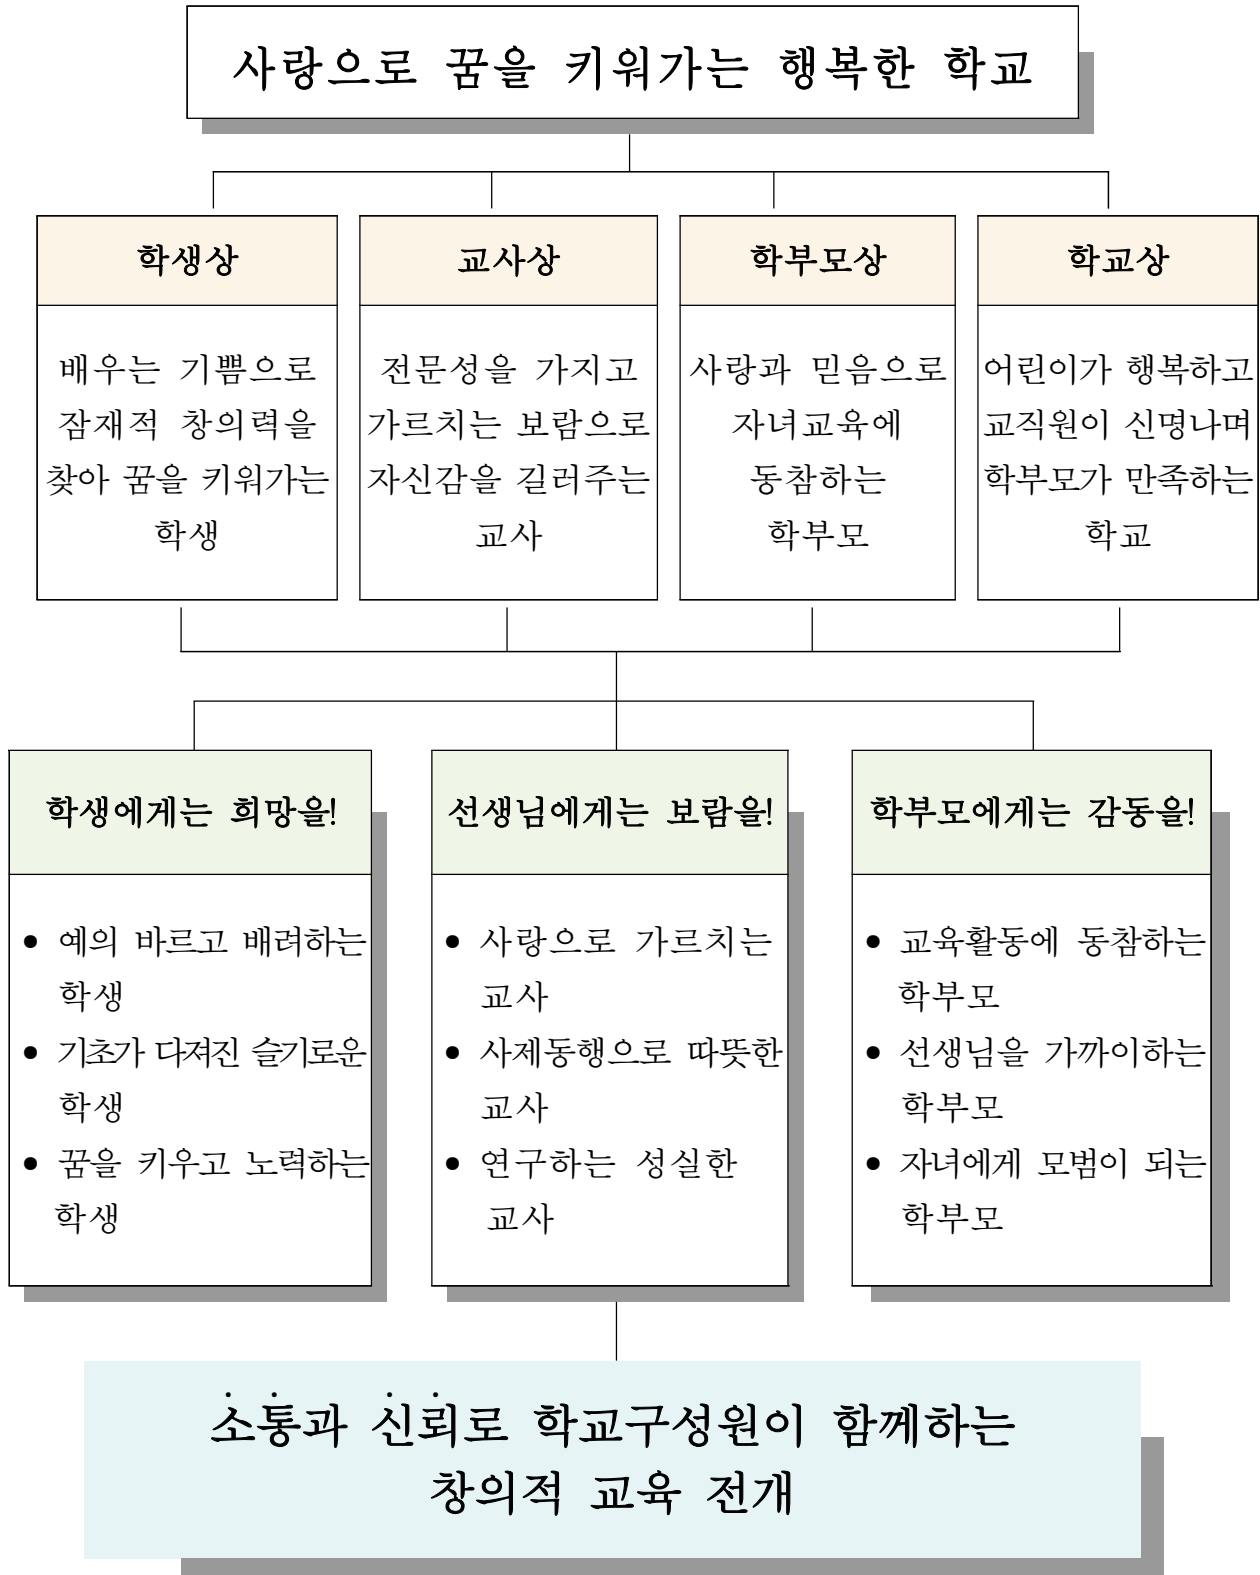 사랑으로 꿈을 키워가는 행복한 학교
학생상
배우는 기쁨으로
잠재적 창의력을
찾아 꿈을 키워가는
학생
교사상
전문성을 가지고
가르치는 보람으로
자신감을 길러주는
교사
학부모상
사랑과 믿음으로
자녀교육에
동참하는
학부모
학교상
어린이가 행복하고
교직원이 신명나며
학부모가 만족하는
학교
학생에게는 희망을!
• 예의 바르고 배려하는
학생
• 기초가 다져진 슬기로운
학생
• 꿈을 키우고 노력하는
학생
선생님에게는 보람을!
• 사랑으로 가르치는
교사
• 사제동행으로 따뜻한
교사
• 연구하는 성실한
교사
학부모에게는 감동을!
• 교육활동에 동참하는
학부모
• 선생님을 가까이하는
학부모
• 자녀에게 모범이 되는
학부모
소통과 신뢰로 학교구성원이 함께하는
창의적 교육 전개